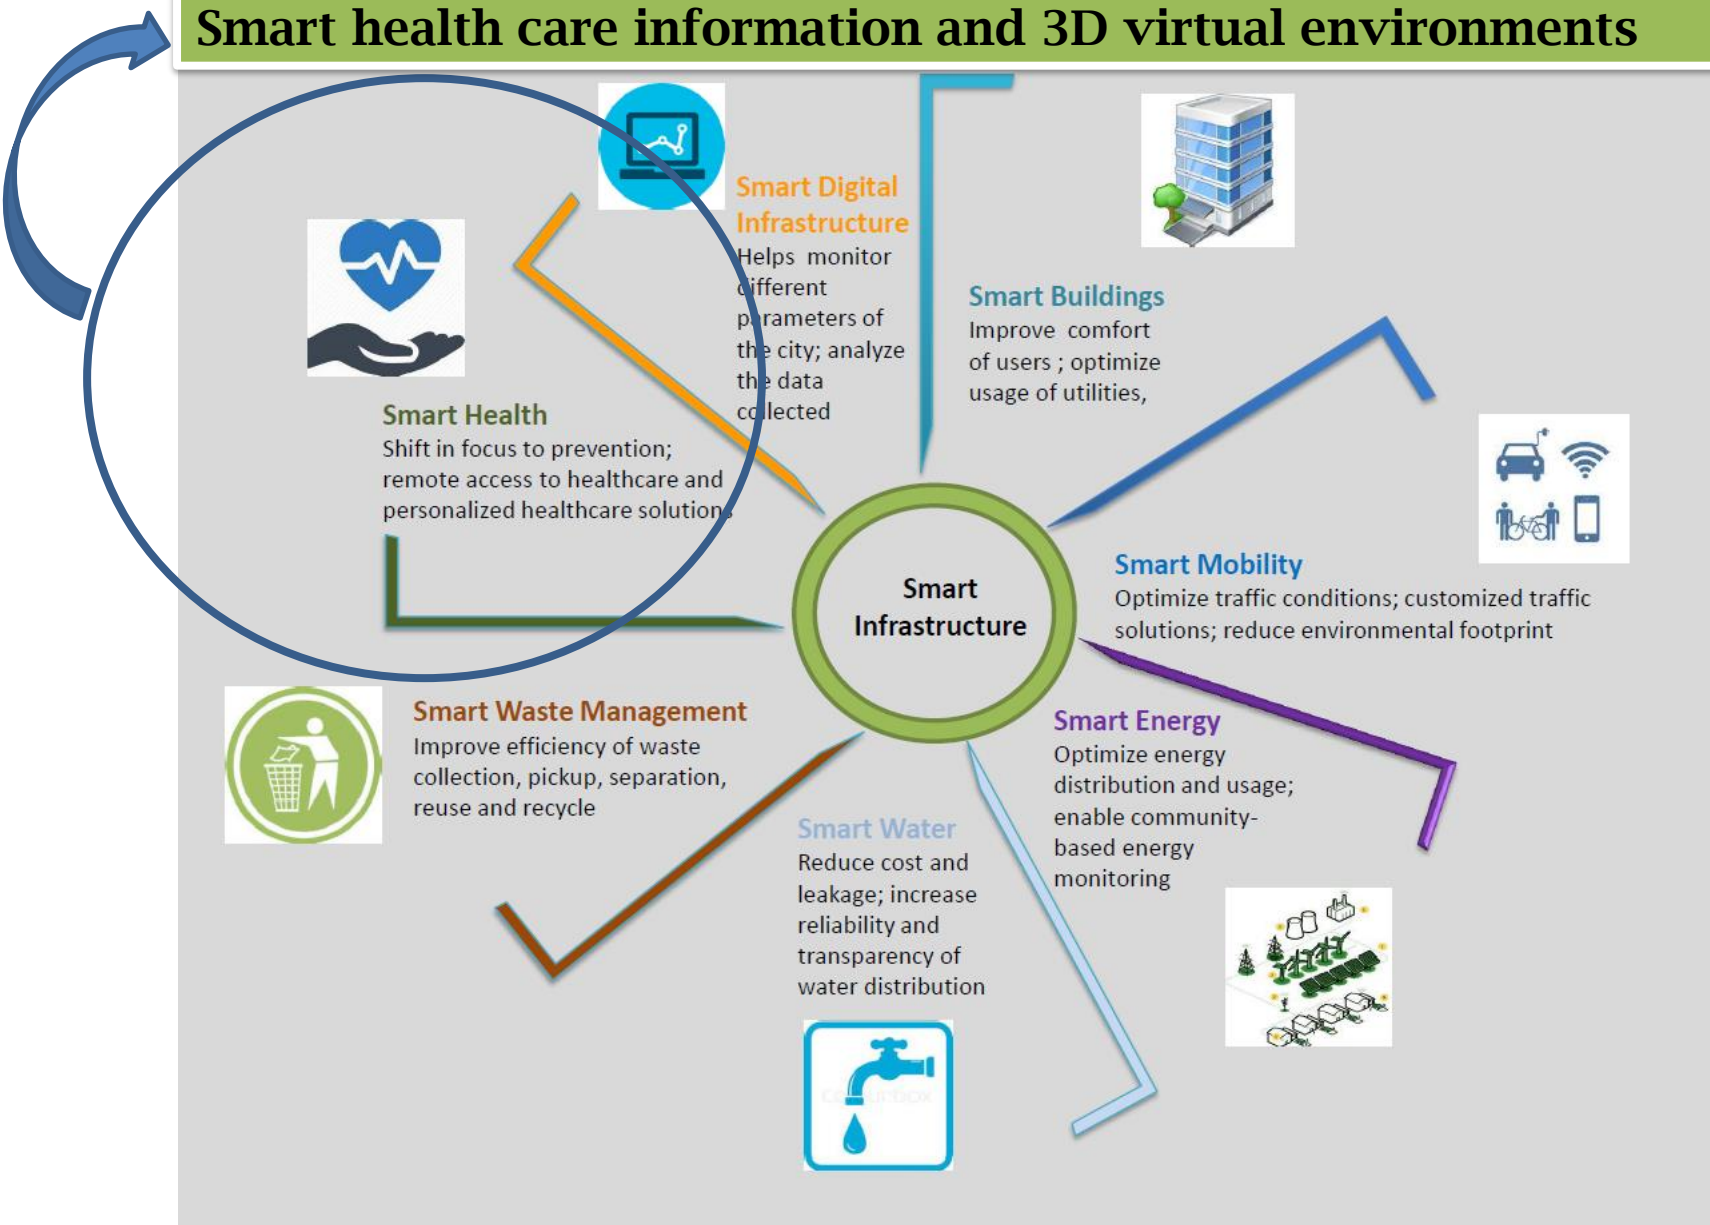 Smart health care information and 3D virtual environments
Smart Digital
Infrastructure
Helps monitor
different
parameters of
the city; analyze
the data
collected
Smart Buildings
Improve comfort
of users ; optimize
usage of utilities,
Smart Health
Shift in focus to prevention;
remote access to healthcare and
personalized healthcare solutions
Smart
Infrastructure
Smart Mobility
Optimize traffic conditions; customized traffic
solutions; reduce environmental footprint
Smart Waste Management
Improve efficiency of waste
collection, pickup, separation,
reuse and recycle
Smart Energy
Optimize energy
distribution and usage;
enable community-
based energy
monitoring
Smart Water
Reduce cost and
leakage; increase
reliability and
transparency of
water distribution